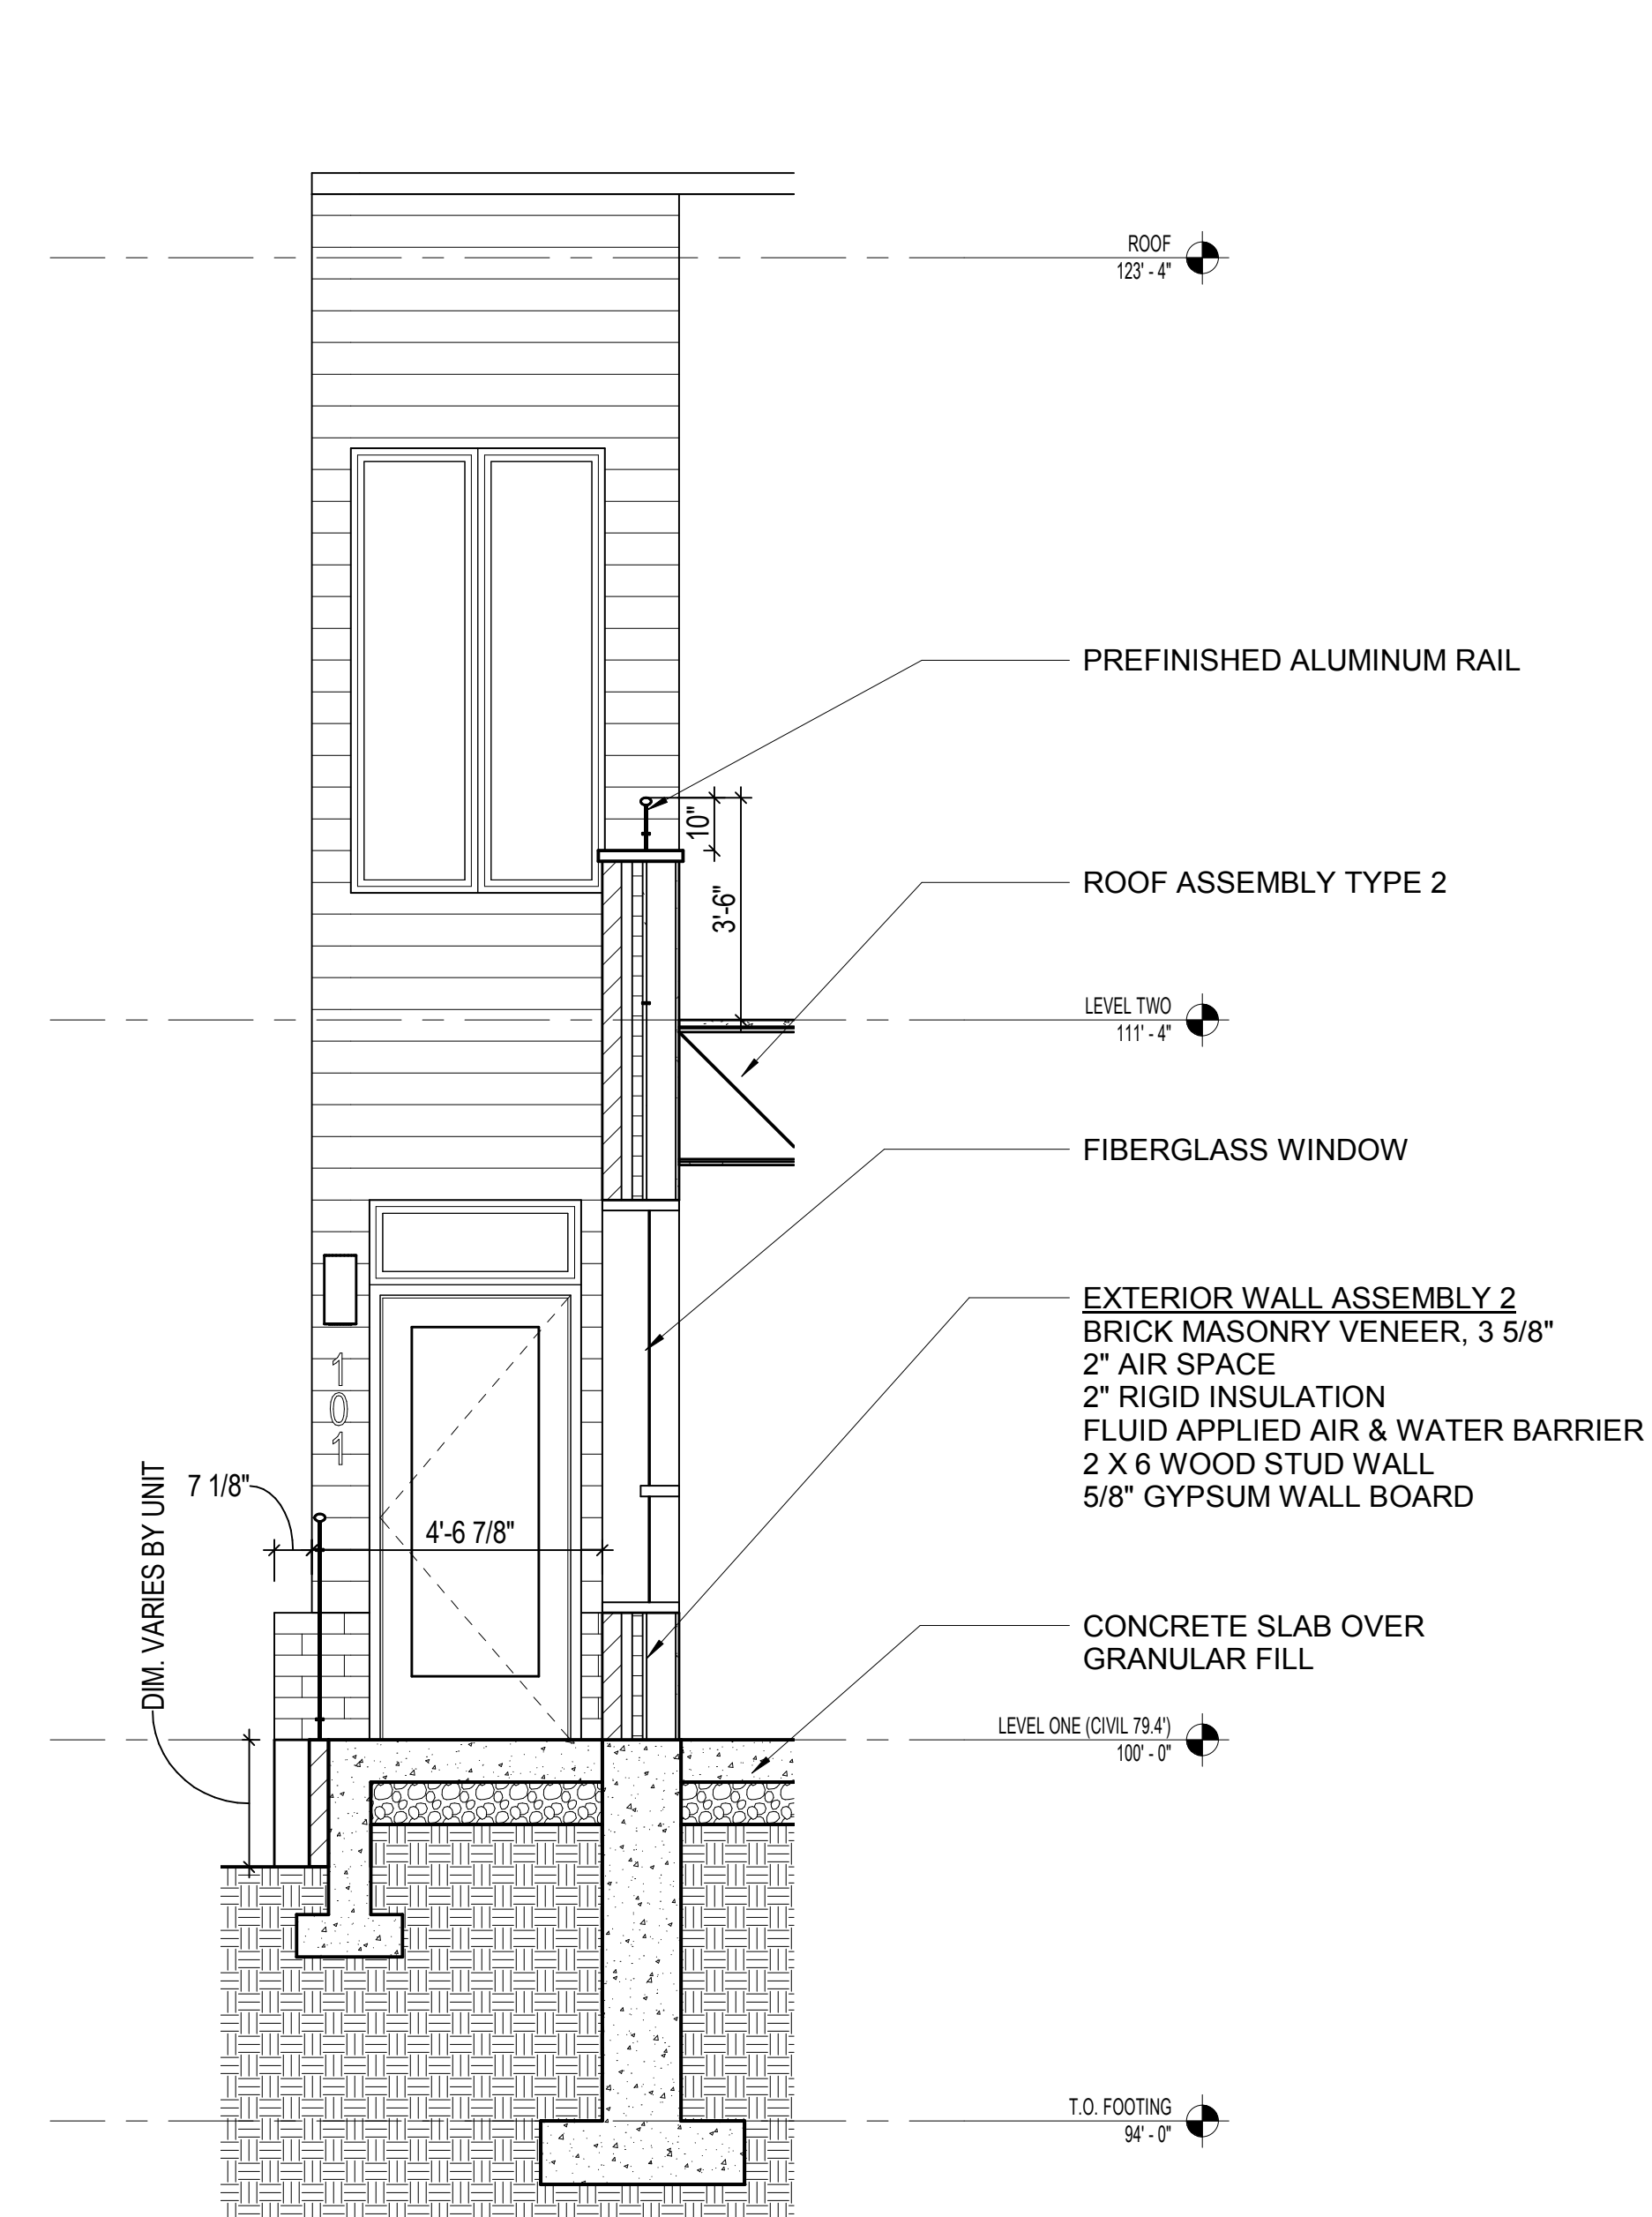 ROOF
123' - 4"
PREFINISHED ALUMINUM RAIL
10"
3'-6"
ROOF ASSEMBLY TYPE 2
LEVEL TWO
111' - 4"
FIBERGLASS WINDOW
EXTERIOR WALL ASSEMBLY 2
BRICK MASONRY VENEER, 3 5/8"
2" AIR SPACE
2" RIGID INSULATION
FLUID APPLIED AIR & WATER BARRIER
2 X 6 WOOD STUD WALL
5/8" GYPSUM WALL BOARD
101
7 1/8"
4'-6 7/8"
DIM. VARIES BY UNIT
CONCRETE SLAB OVER
GRANULAR FILL
LEVEL ONE (CIVIL 79.4')
100' - 0"
T.O. FOOTING
94' - 0"